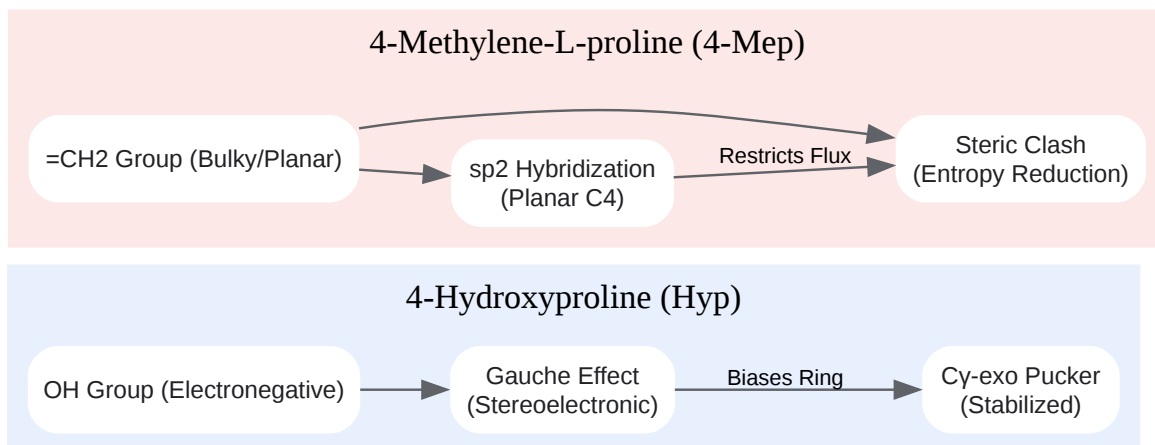 4-Methylene-L-proline (4-Mep)
=CH2 Group (Bulky/Planar)
sp2 Hybridization
(Planar C4)
Restricts Flux
Steric Clash
(Entropy Reduction)
4-Hydroxyproline (Hyp)
OH Group (Electronegative)
Gauche Effect
(Stereoelectronic)
Biases Ring
Cγ-exo Pucker
(Stabilized)